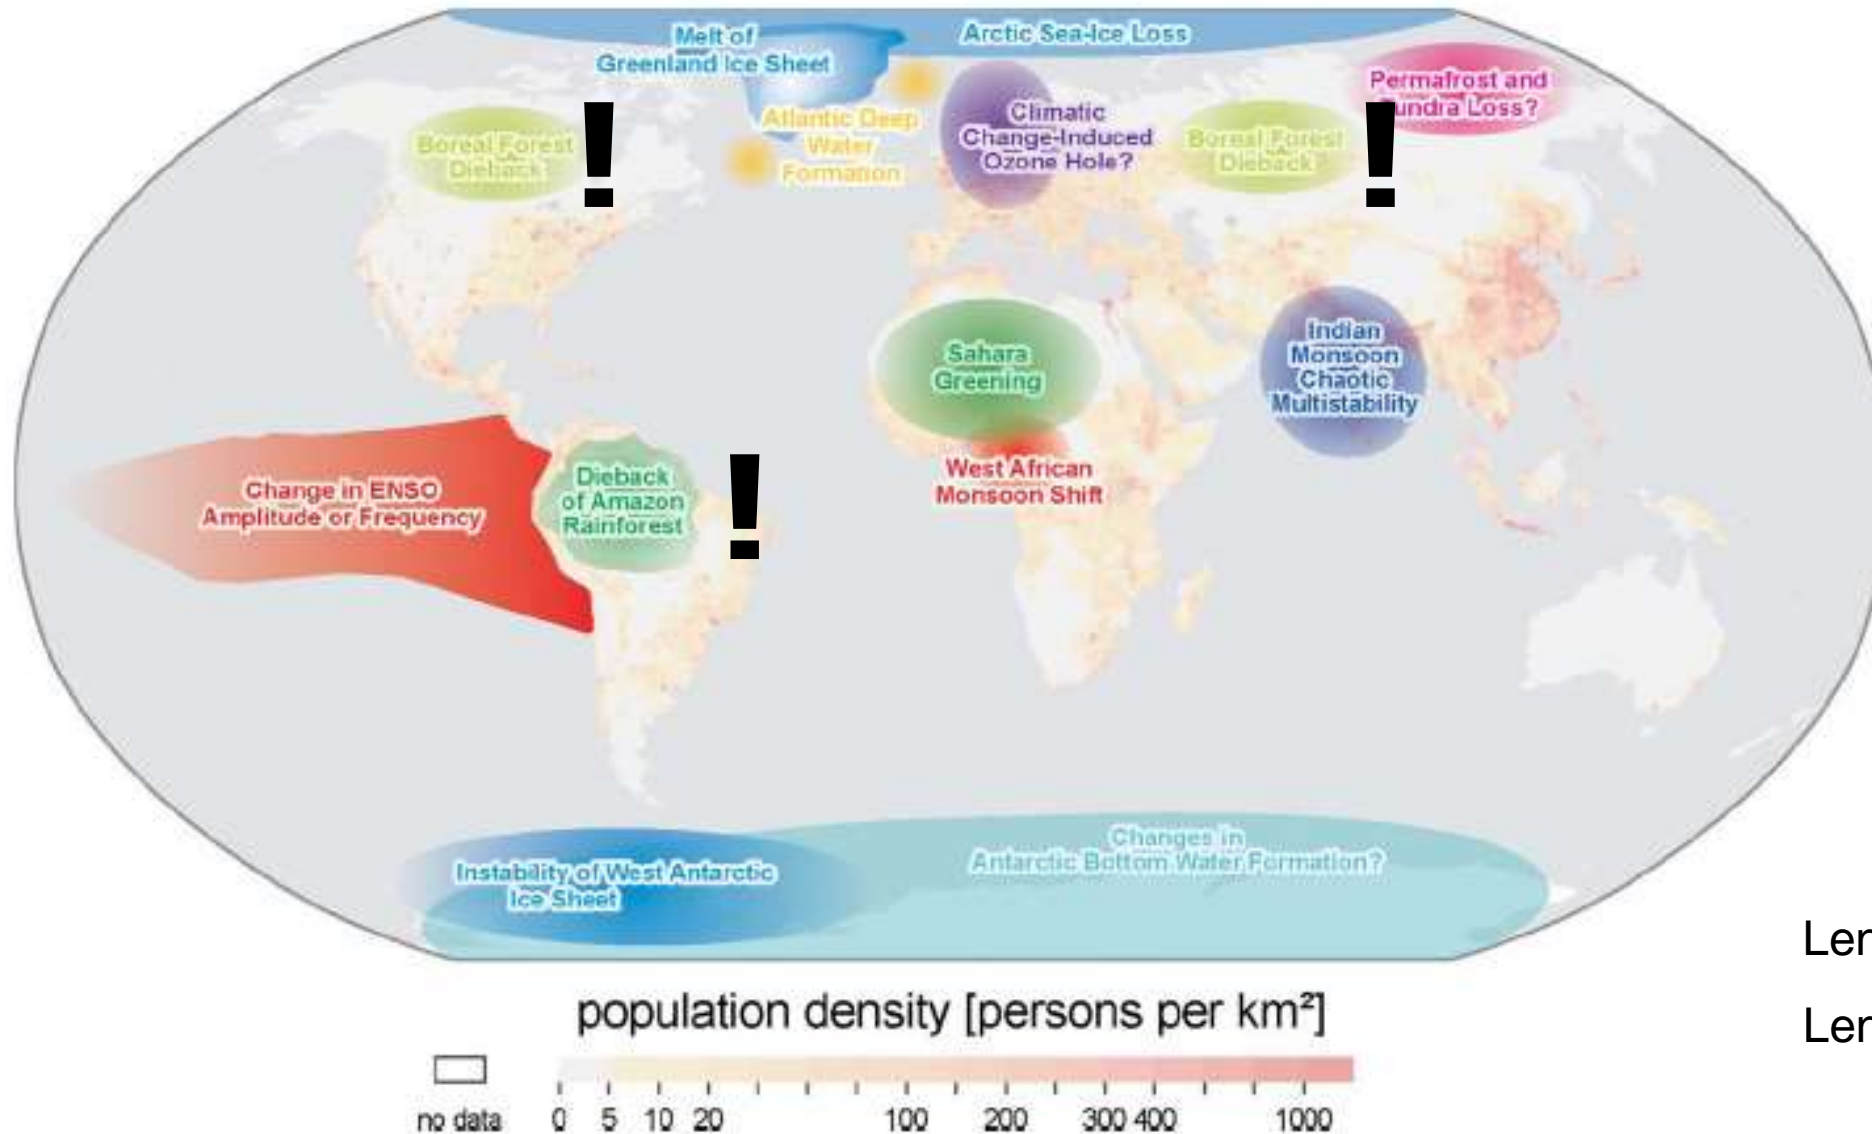 Melt of
Greenland Ice Sheet
Arctic Sea-Ice Loss
Permafrost and
Tundra Loss?
Boreal Forest
Dieback
!
Atlantic Deep
Water
Formation
Climatic
Change-Induced
Ozone Hole?
Boreal Forest
Dieback?
!
Sahara
Greening
Indian
Monsoon
Chaotic
Multistability
West African
Monsoon Shift
Change in ENSO
Amplitude or Frequency
Dieback
of Amazon
Rainforest
!
Instability of West Antarctic
Ice Sheet
Changes in
Antarctic Bottom Water Formation?
Len
Len
population density [persons per km²]
no data 0 5 10 20 100 200 300 400 1000